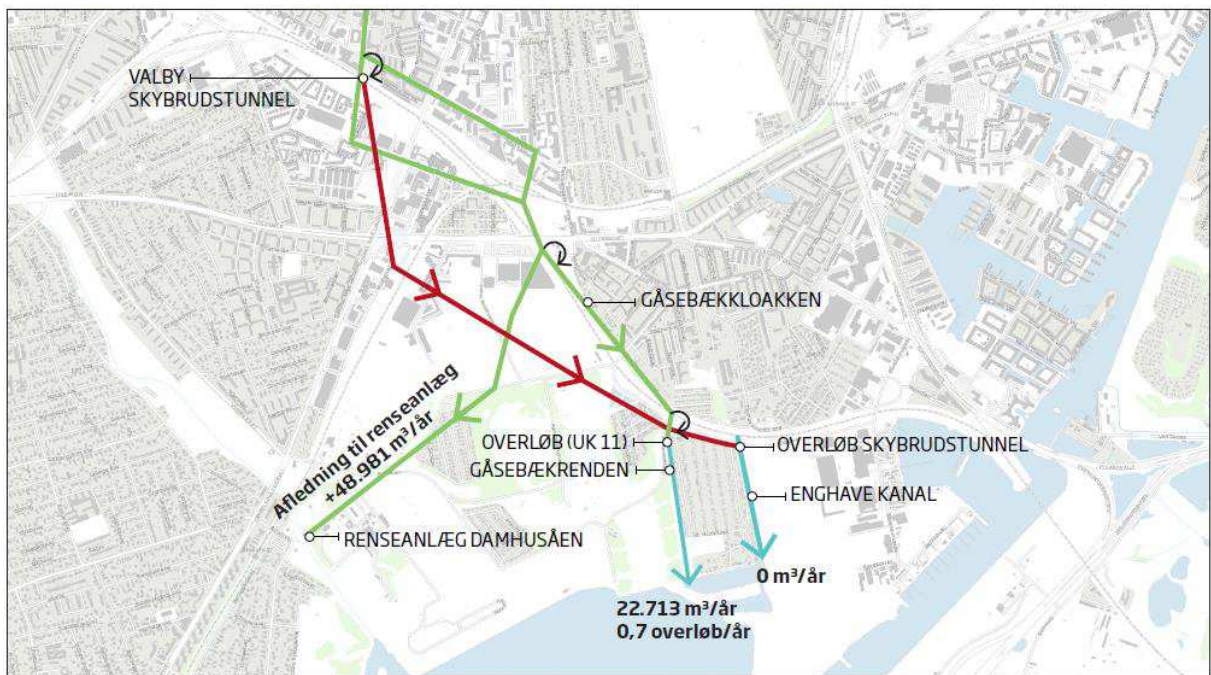 VALBY
SKYBRUDSTUNNEL
GÅSEBÆKKLOAKKEN
Afledning til renseanlæg
+48.981 m³/år
OVERLØB (UK 11)
GÅSEBÆKRENDEN
OVERLØB SKYBRUDSTUNNEL
ENGHAVE KANAL
RENSEANLÆG DAMHUSÅEN
0 m³/år
22.713 m³/år
0,7 overløb/år